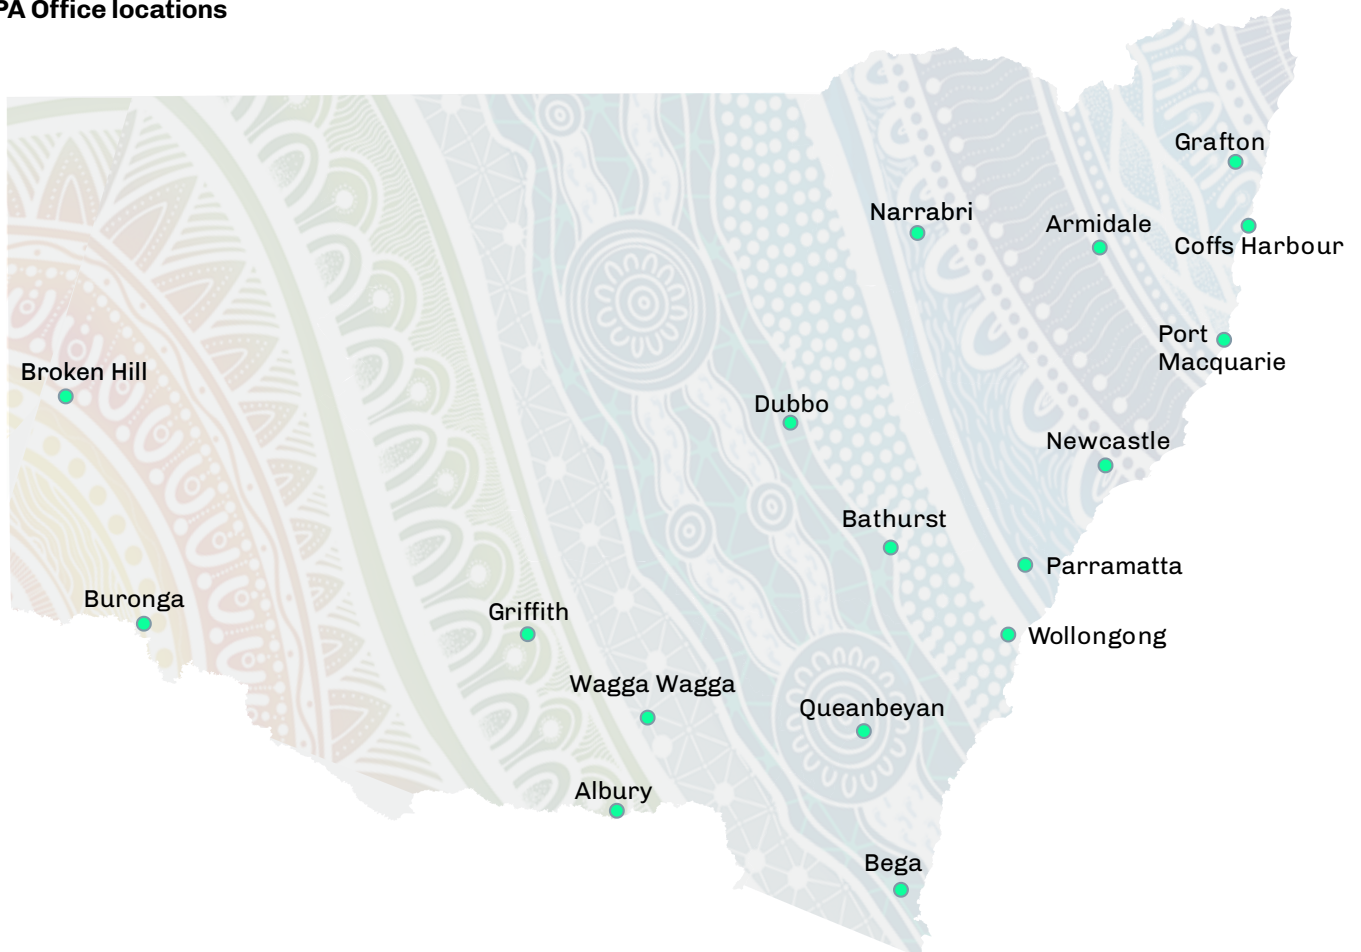 PA Office locations
Grafton
Narrabri
Armidale
Coffs Harbour
Port
Macquarie
Broken Hill
Dubbo
Newcastle
Bathurst
Parramatta
Buronga
Griffith
Wollongong
Wagga Wagga
Queanbeyan
Albury
Bega